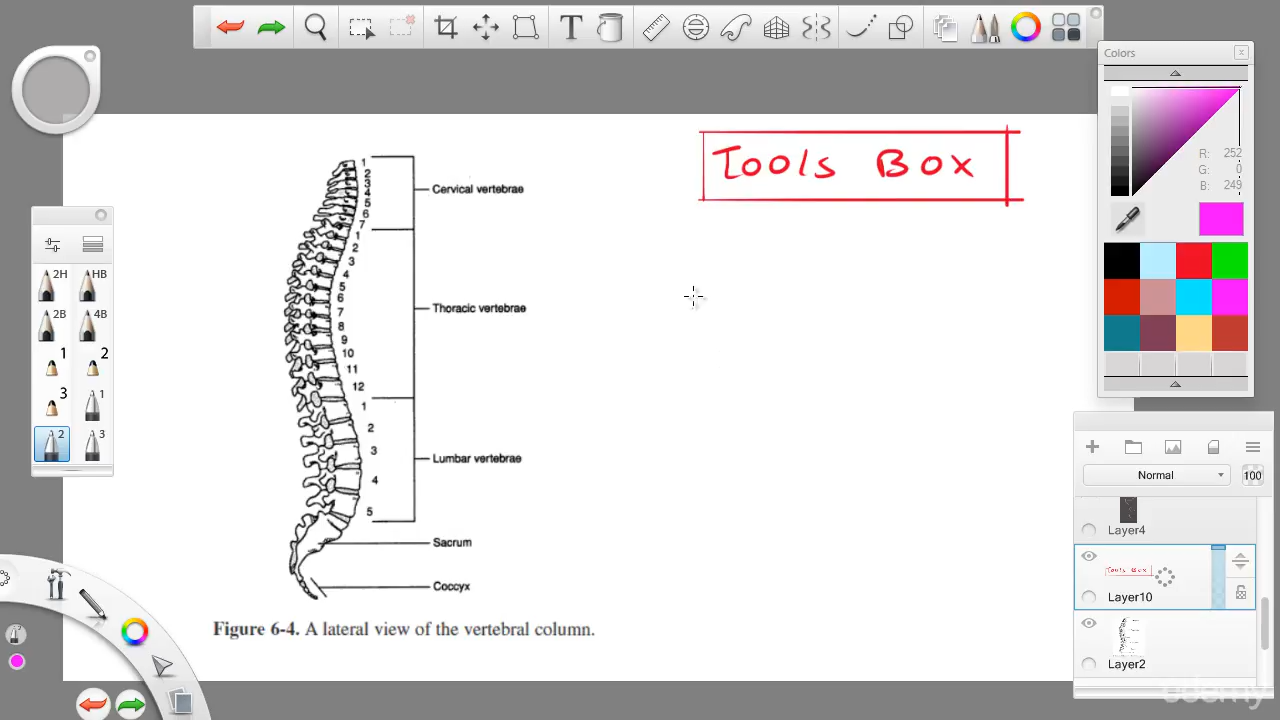 Colors
Tools Box
R: 252
G: 0
B: 249
1
2
3
4
5
6
7
Cervical vertebrae
1
2
3
4
5
6
7
8
9
10
11
12
Thoracic vertebrae
1
2
3
4
5
Lumbar vertebrae
Sacrum
Coccyx
Figure 6-4. A lateral view of the vertebral column.
2H
HB
2B
4B
1
2
3
1
2
3
Normal
100
Layer4
Tools Box
Layer10
Layer2